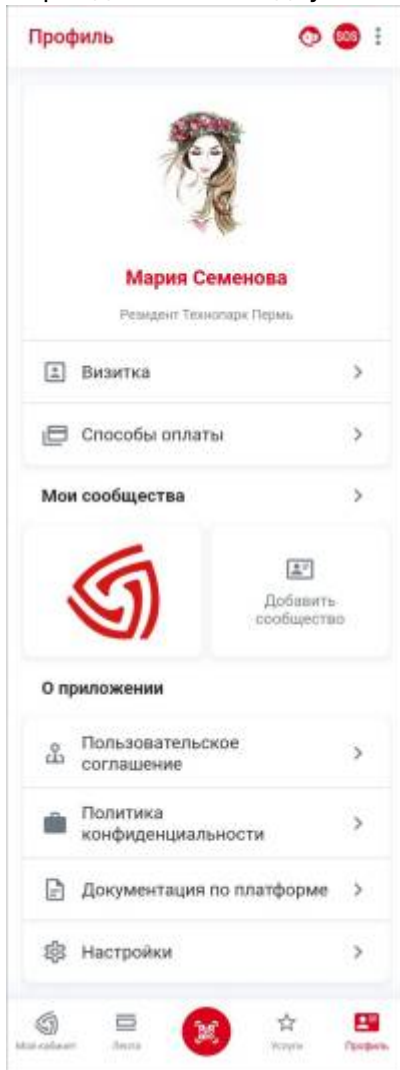 Профиль
SOS
Мария Семенова
Резидент Технопарк Пермь
Визитка
Способы оплаты
Мои сообщества
Добавить
сообщество
О приложении
Пользовательское
соглашение
Политика
конфиденциальности
Документация по платформе
Настройки
Мой кабинет
Лента
Услуги
Профиль